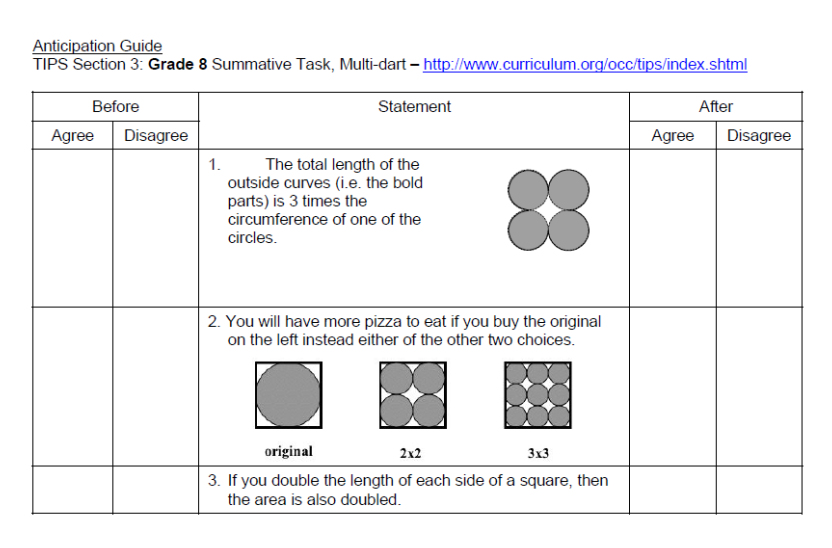 Anticipation Guide
TIPS Section 3: Grade 8 Summative Task, Multi-dart – http://www.curriculum.org/occ/tips/index.shtml
Before
Statement
After
Agree
Disagree
Agree
Disagree
1. The total length of the
outside curves (i.e. the bold
parts) is 3 times the
circumference of one of the
circles.
2. You will have more pizza to eat if you buy the original
on the left instead either of the other two choices.
original
2x2
3x3
3. If you double the length of each side of a square, then
the area is also doubled.